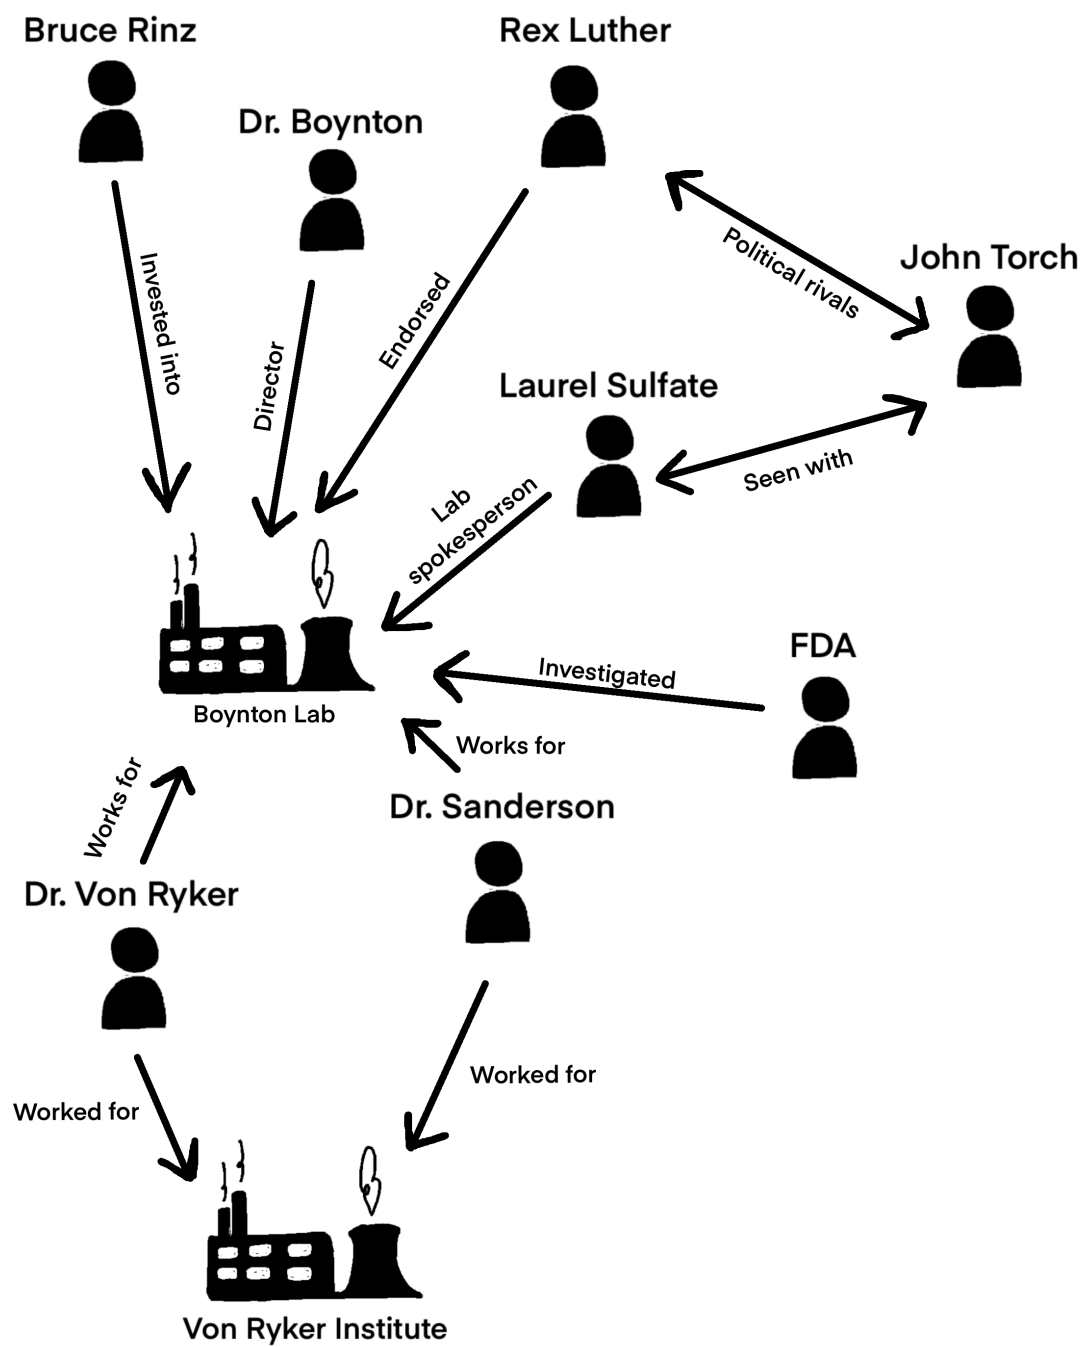 Bruce Rinz
Rex Luther
Dr. Boynton
Invested into
Director
Endorsed
Political rivals
John Torch
Laurel Sulfate
Seen with
Lab
spokesperson
FDA
Investigated
Boynton Lab
Works for
Works for
Dr. Sanderson
Dr. Von Ryker
Worked for
Worked for
Von Ryker Institute